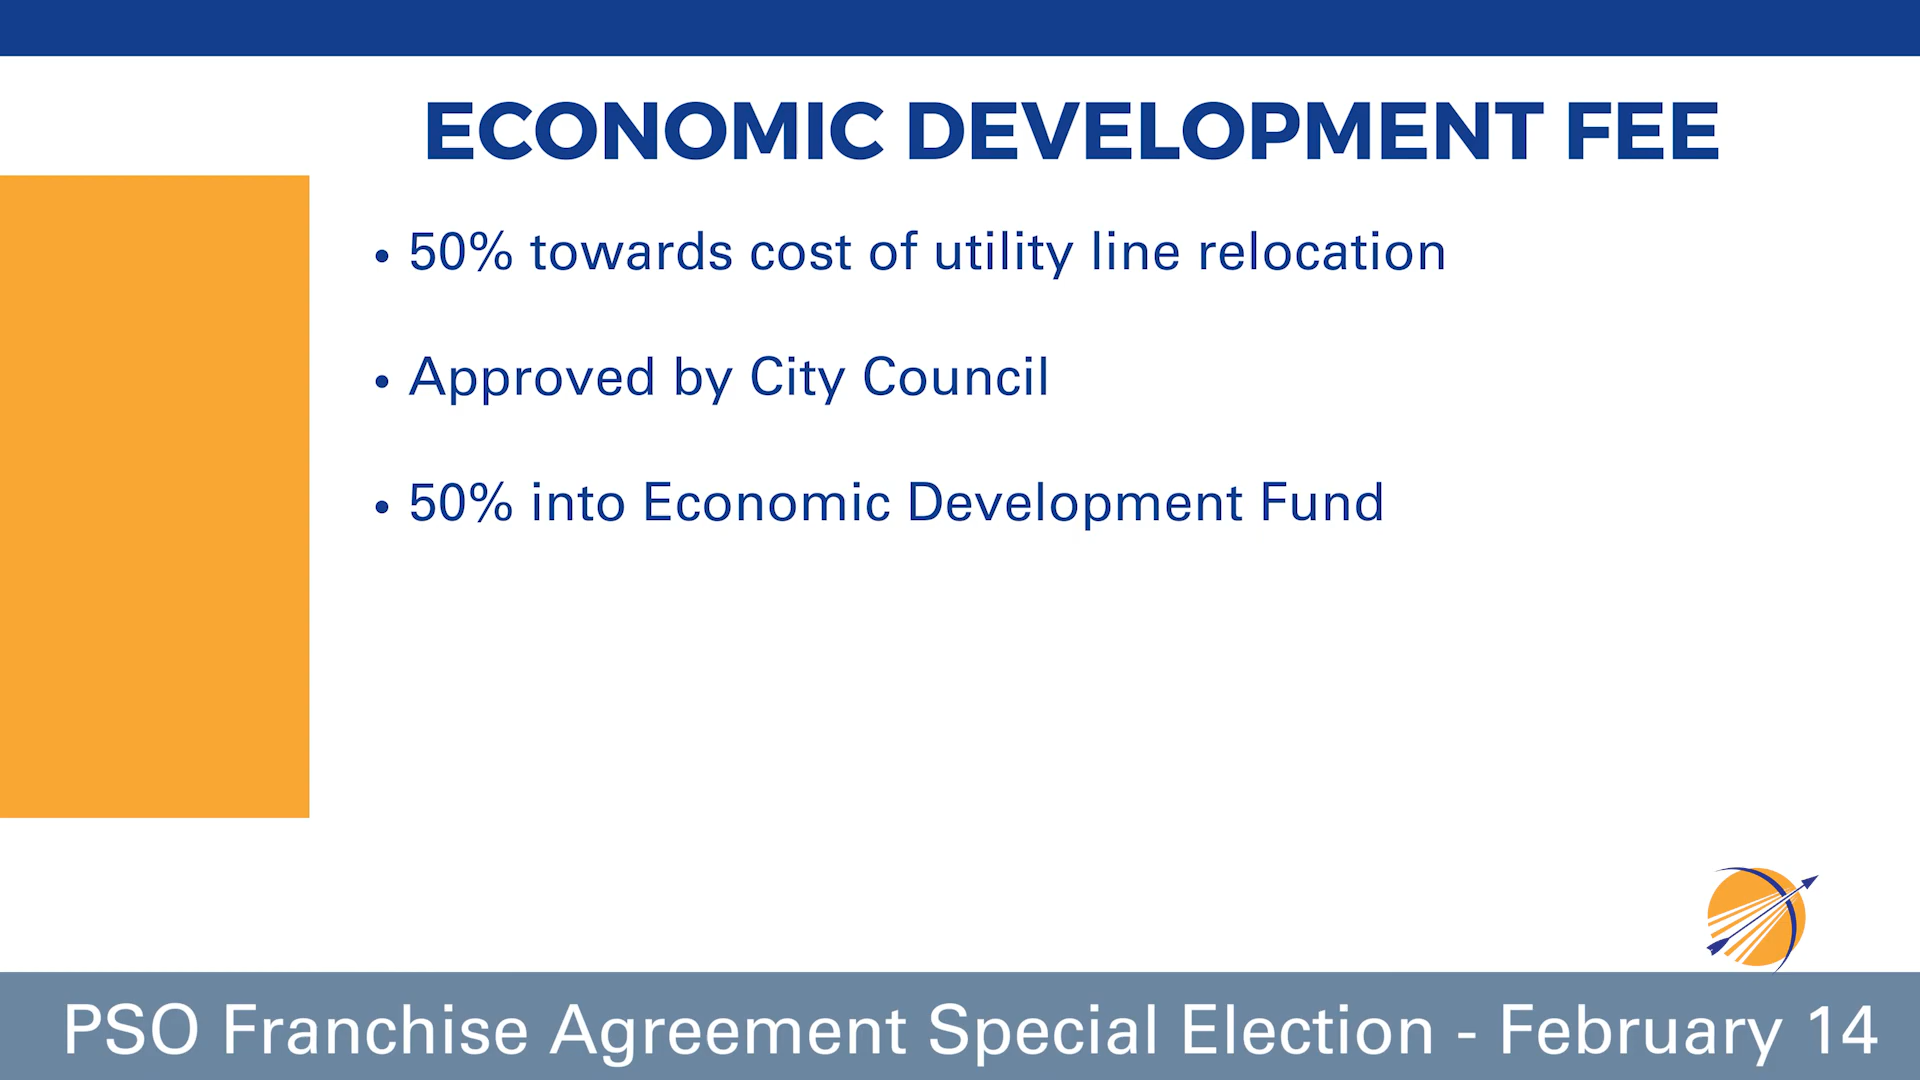 ECONOMIC DEVELOPMENT FEE
• 50% towards cost of utility line relocation
• Approved by City Council
• 50% into Economic Development Fund
PSO Franchise Agreement Special Election - February 14